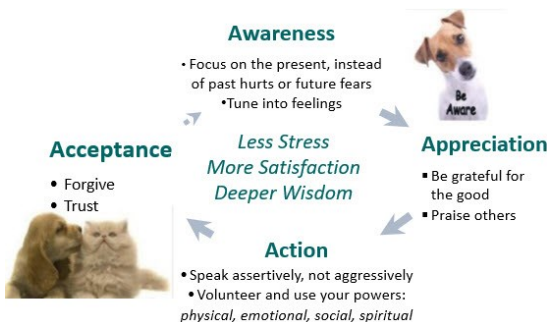 Awareness
• Focus on the present, instead
of past hurts or future fears
•Tune into feelings
Be
Aware
Appreciation
▪ Be grateful for
the good
▪ Praise others
Action
• Speak assertively, not aggressively
• Volunteer and use your powers:
physical, emotional, social, spiritual
Acceptance
• Forgive
• Trust
Less Stress
More Satisfaction
Deeper Wisdom